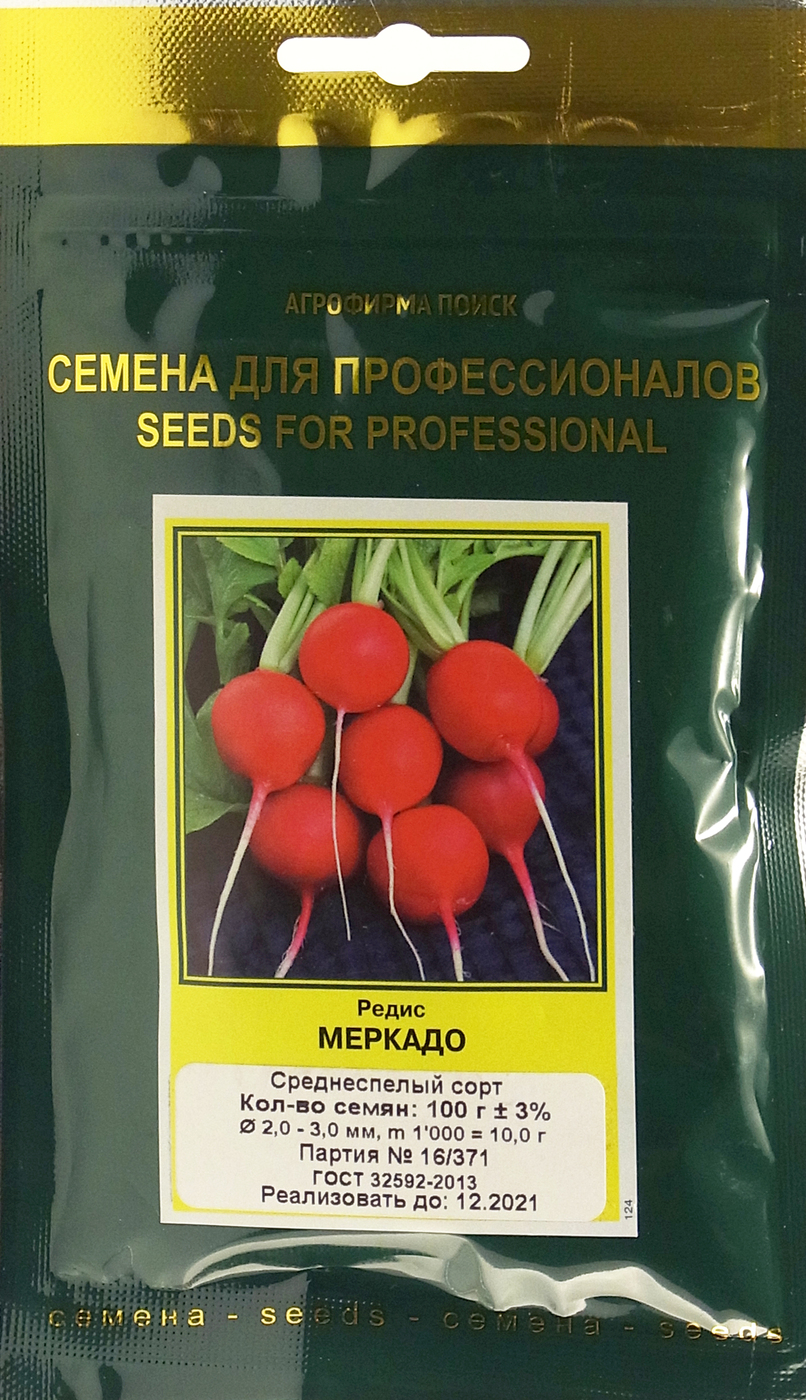 АГРОФИРМА ПОИСК
СЕМЕНА ДЛЯ ПРОФЕССИОНАЛОВ
SEEDS FOR PROFESSIONAL
Редис
МЕРКАДО
Среднеспелый сорт
Кол-во семян: 100 г ± 3%
Ø 2,0 - 3,0 мм, m 1'000 = 10,0 г
Партия № 16/371
ГОСТ 32592-2013
Реализовать до: 12.2021
124
семена - seeds - семена - seeds